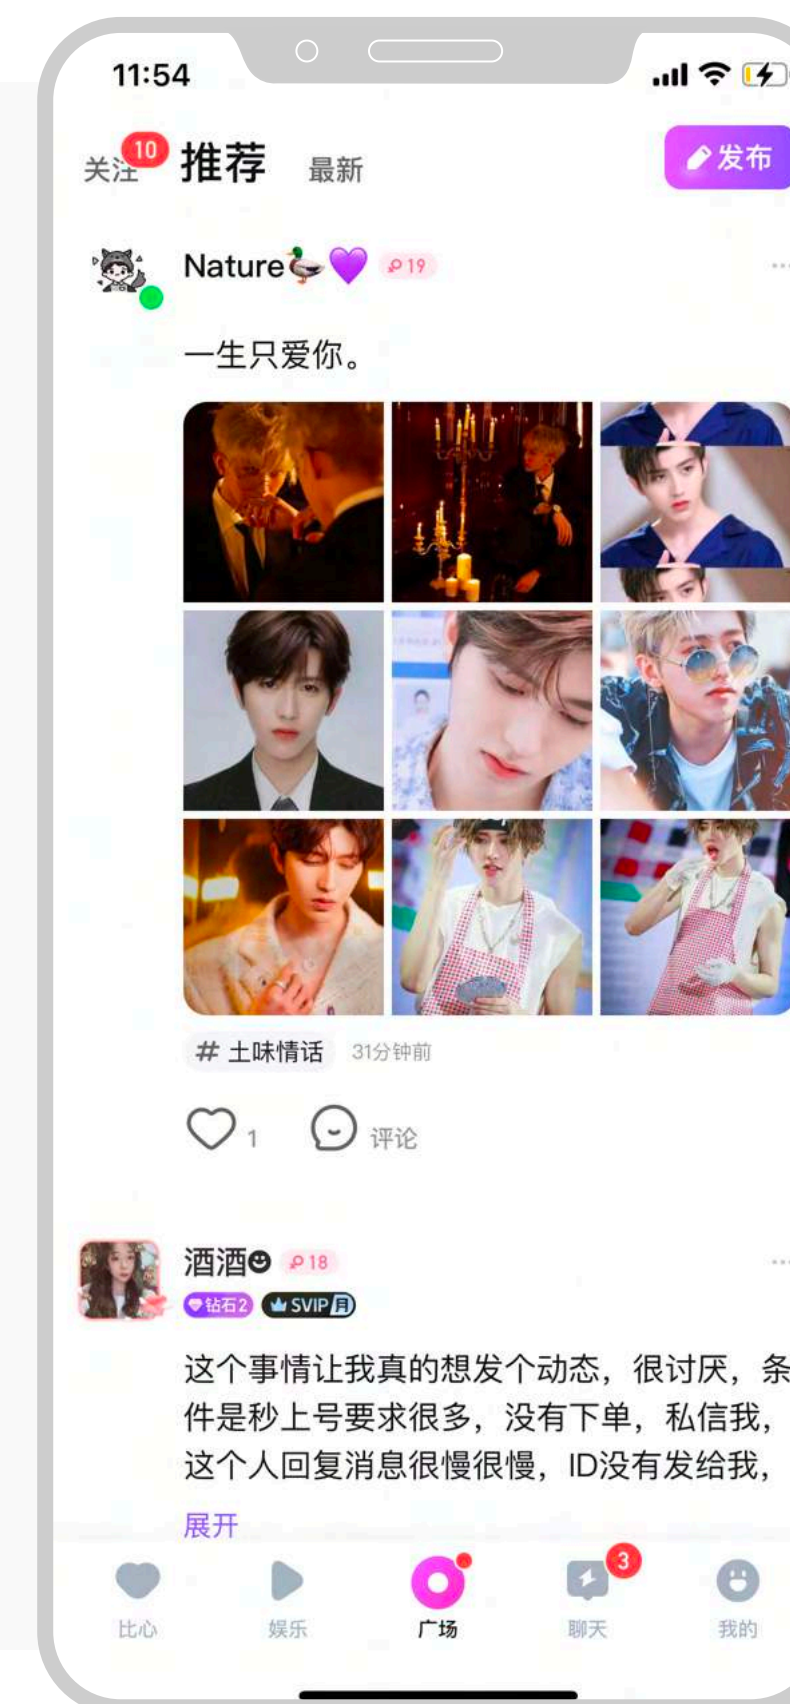 11:54
关注 10 推荐 最新 发布
Nature 19
一生只爱你。
# 土味情话 31分钟前
1 评论
酒酒 18
钻石2 SVIP 月
这个事情让我真的想发个动态，很讨厌，条
件是秒上号要求很多，没有下单，私信我，
这个人回复消息很慢很慢，ID没有发给我，
展开
3
比心 娱乐 广场 聊天 我的